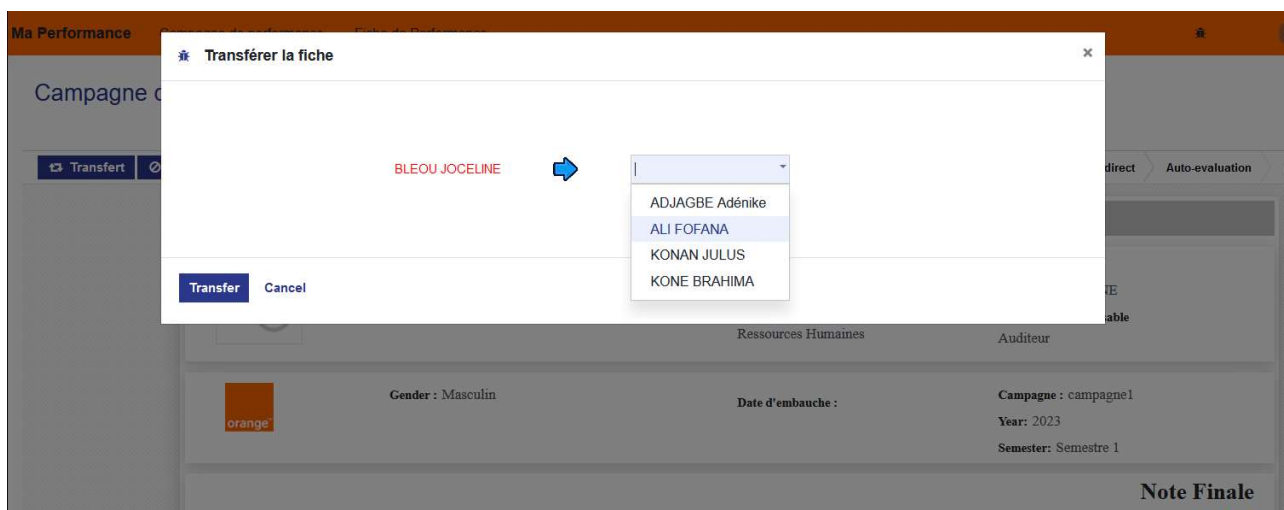 Ma Performance
Transférer la fiche
×
Campagne
Transfert
BLEOU JOCELINE
direct
Auto-evaluation
ADJAGBE Adénike
ALI FOFANA
KONAN JULUS
KONE BRAHIMA
Transfer Cancel
Ressources Humaines
Auditeur
Gender : Masculin
Date d'embauche :
Campagne : campagne1
Year: 2023
Semester: Semestre 1
orange™
Note Finale